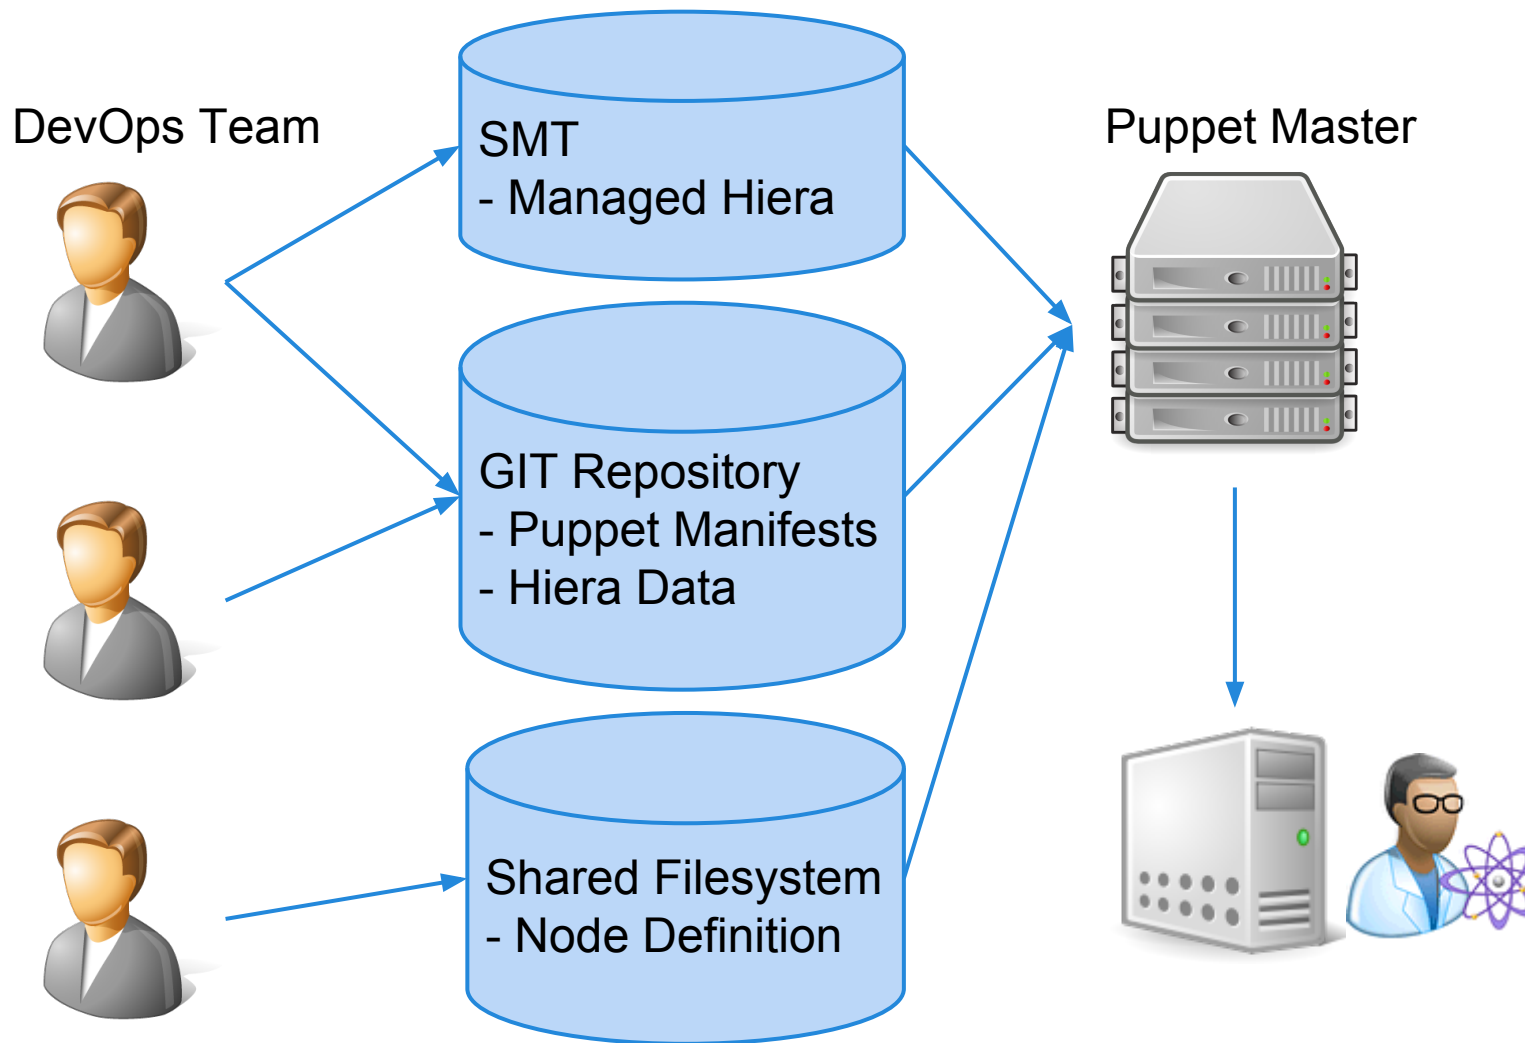 DevOps Team
SMT
- Managed Hiera
Puppet Master
GIT Repository
- Puppet Manifests
- Hiera Data
Shared Filesystem
- Node Definition